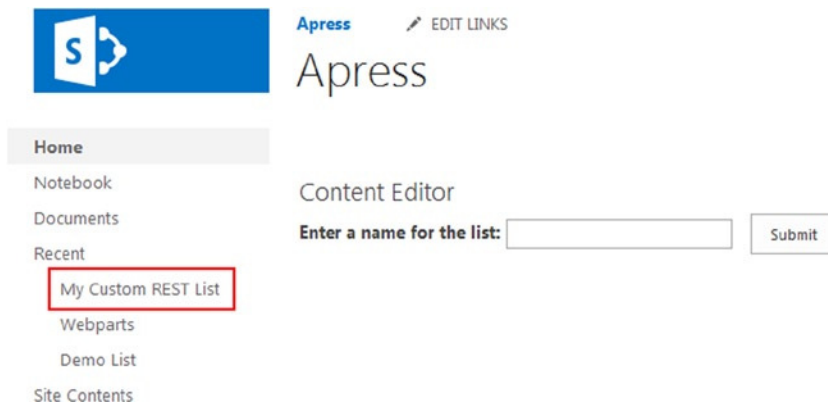 S
Apress EDIT LINKS
Apress
Home
Notebook
Documents
Recent
My Custom REST List
Webparts
Demo List
Site Contents
Content Editor
Enter a name for the list: Submit